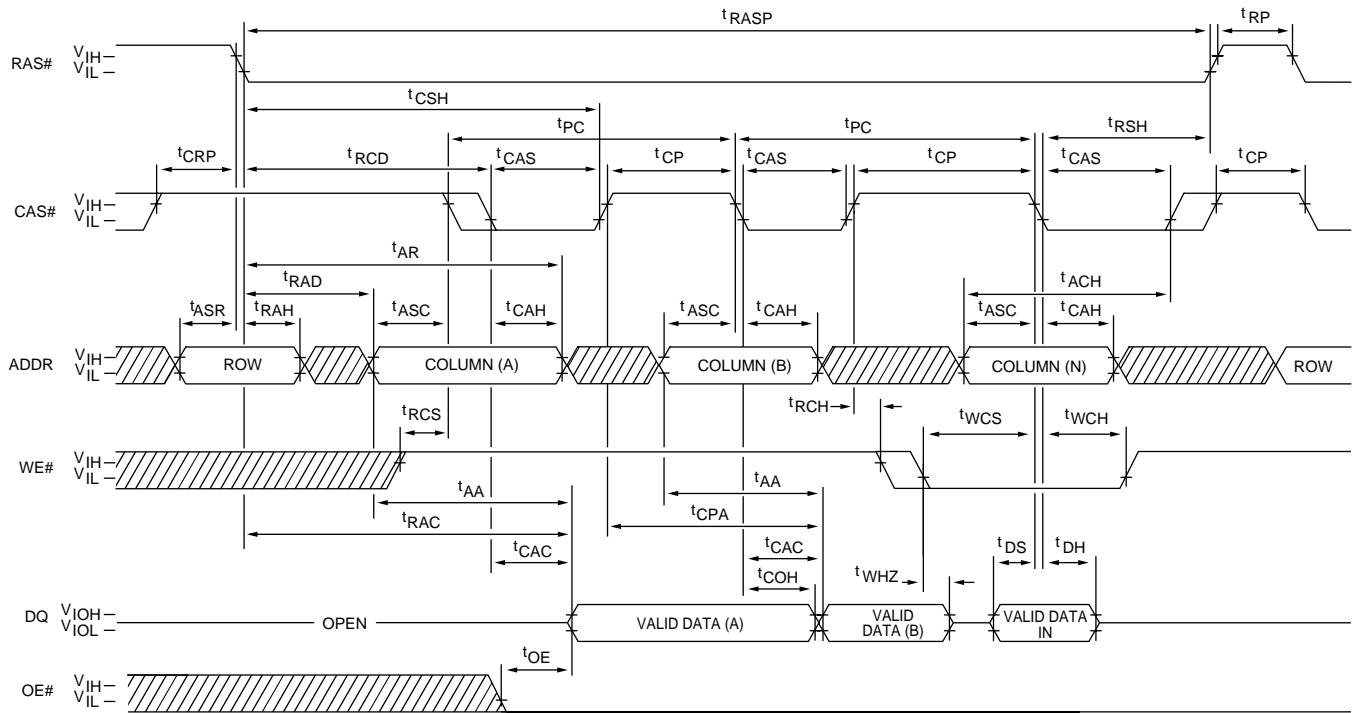 tRASP tRP
RAS# VIH VIL
tCSH
tPC tPC tRSH
tCRP tRCD tCAS tCP tCAS tCP tCAS tCP
CAS# VIH VIL
tAR
tRAD tACH
tASR tRAH tASC tCAH tASC tCAH tASC tCAH
ADDR VIH VIL ROW COLUMN (A) COLUMN (B) COLUMN (N) ROW
tRCS tRCH tWCS tWCH
WE# VIH VIL
tAA tAA
tRAC tCPA
tCAC tCAC tDS tDH
tCOH tWHZ
DQ VIOH VIOL OPEN VALID DATA (A) VALID DATA (B) VALID DATA IN
tOE
OE# VIH VIL